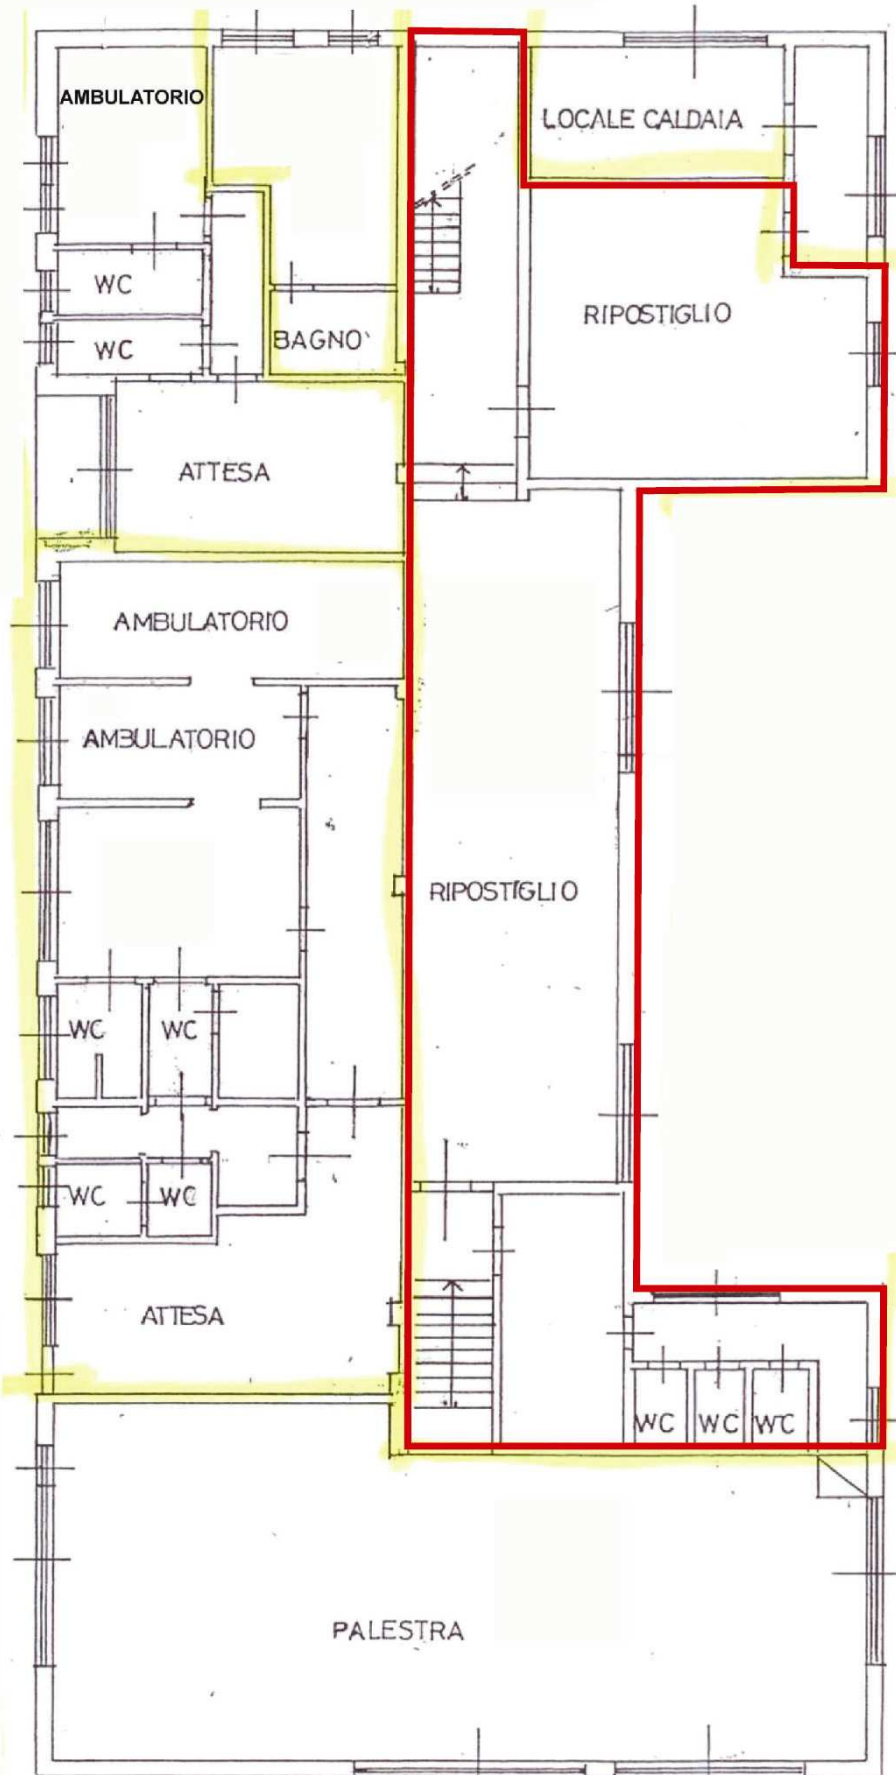 AMBULATORIO
LOCALE CALDAIA
WC
RIPOSTIGLIO
WC
BAGNO
ATTESA
AMBULATORIO
AMBULATORIO
RIPOSTIGLIO
WC
WC
WC
WC
ATTESA
WC
WC
WC
PALESTRA